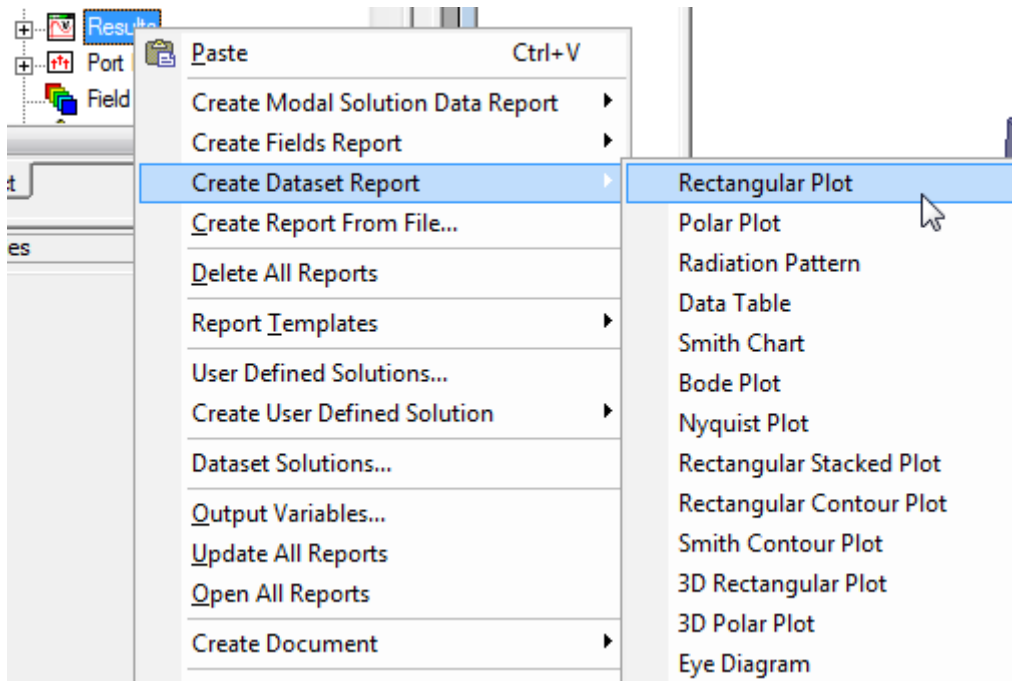 Results
Port
Field
t
es
Paste Ctrl+V
Create Modal Solution Data Report
Create Fields Report
Create Dataset Report
Create Report From File...
Delete All Reports
Report Templates
User Defined Solutions...
Create User Defined Solution
Dataset Solutions...
Output Variables...
Update All Reports
Open All Reports
Create Document
Rectangular Plot
Polar Plot
Radiation Pattern
Data Table
Smith Chart
Bode Plot
Nyquist Plot
Rectangular Stacked Plot
Rectangular Contour Plot
Smith Contour Plot
3D Rectangular Plot
3D Polar Plot
Eye Diagram